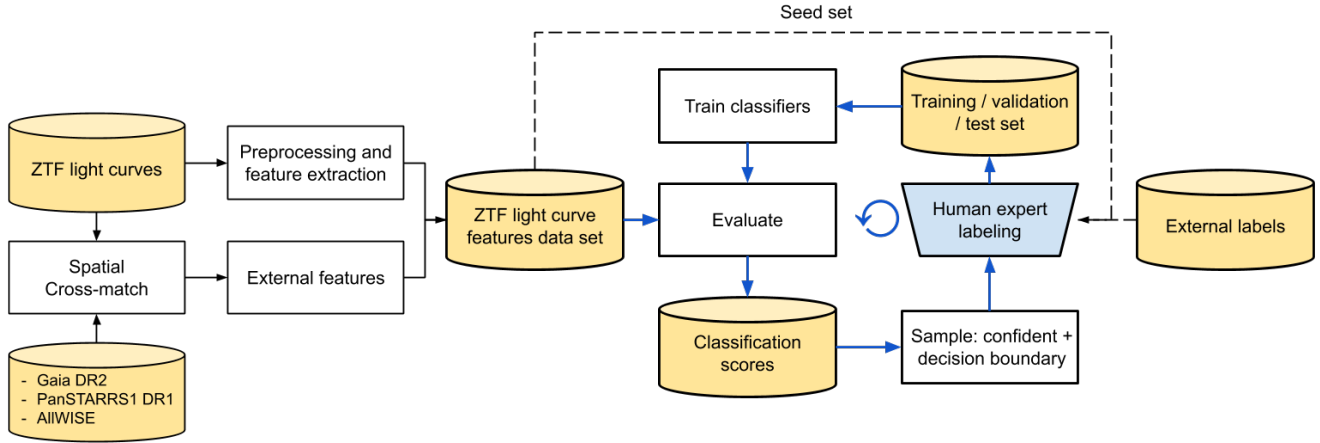 Seed set
ZTF light curves
Preprocessing and
feature extraction
Spatial
Cross-match
External features
- Gaia DR2
- PanSTARRS1 DR1
- AllWISE
ZTF light curve
features data set
Train classifiers
Evaluate
Classification
scores
Training / validation
/ test set
Human expert
labeling
Sample: confident +
decision boundary
External labels